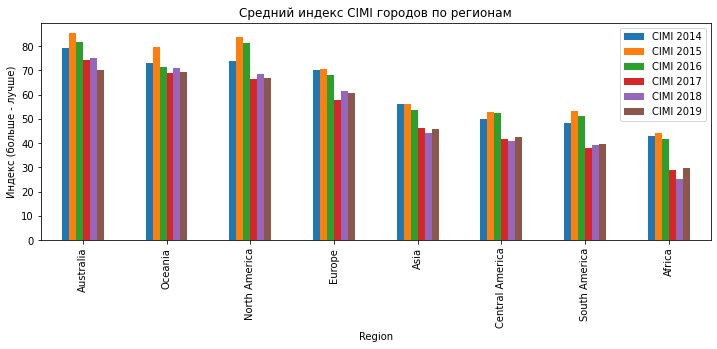 Средний индекс CIMI городов по регионам
Индекс (больше - лучше)
80
70
60
50
40
30
20
10
0
CIMI 2014
CIMI 2015
CIMI 2016
CIMI 2017
CIMI 2018
CIMI 2019
Australia
Oceania
North America
Europe
Asia
Central America
South America
Africa
Region